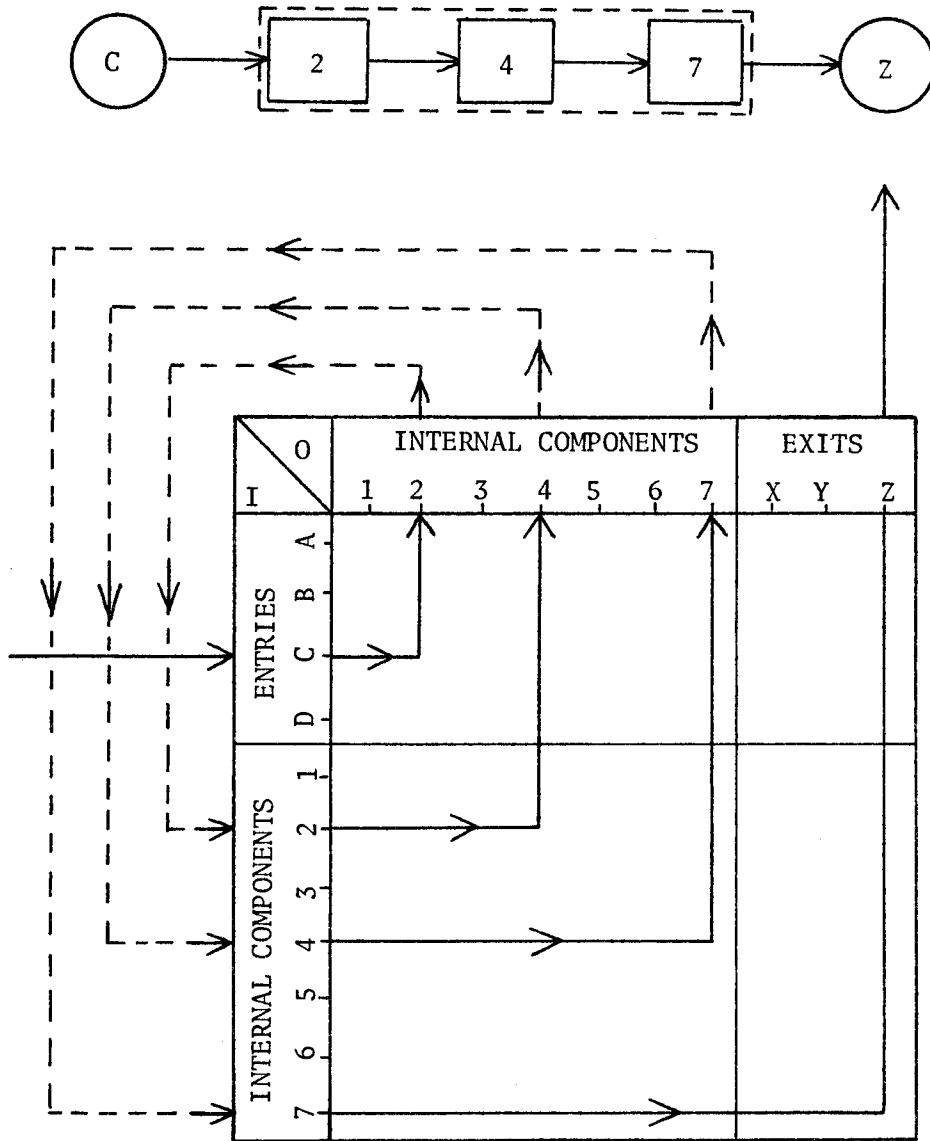 C 2 4 7 Z
O INTERNAL COMPONENTS EXITS
I 1 2 3 4 5 6 7 X Y Z
ENTRIES
A
B
C
D
INTERNAL COMPONENTS
1
2
3
4
5
6
7